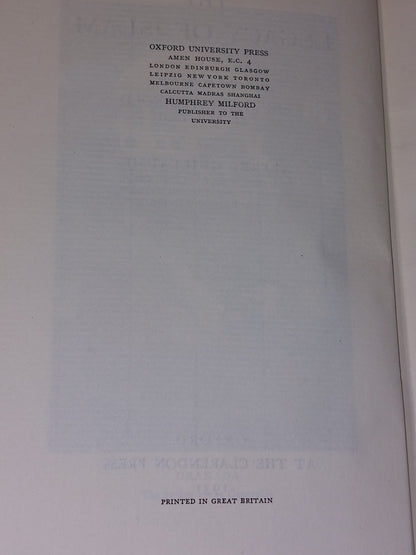 OXFORD UNIVERSITY PRESS
AMEN HOUSE, E.C. 4
LONDON EDINBURGH GLASGOW
LEIPZIG NEW YORK TORONTO
MELBOURNE CAPETOWN BOMBAY
CALCUTTA MADRAS SHANGHAI
HUMPHREY MILFORD
PUBLISHER TO THE
UNIVERSITY
PRINTED IN GREAT BRITAIN